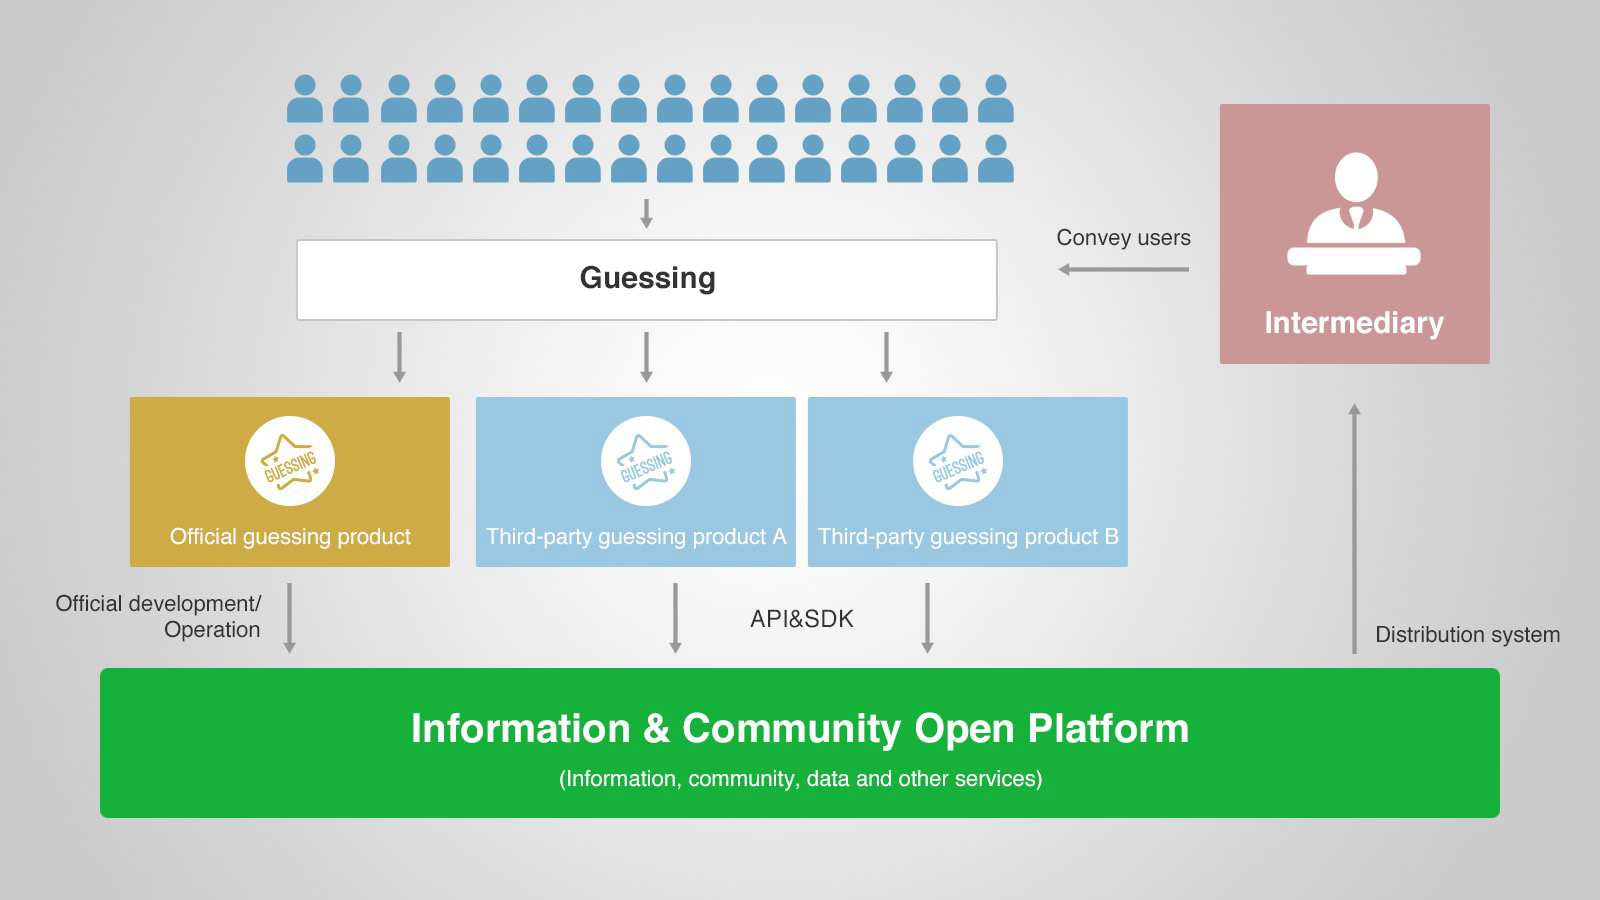 Convey users
Guessing
Intermediary
GUESSING
GUESSING
GUESSING
Official guessing product
Third-party guessing product A
Third-party guessing product B
Official development/
Operation
API&SDK
Distribution system
Information & Community Open Platform
(Information, community, data and other services)